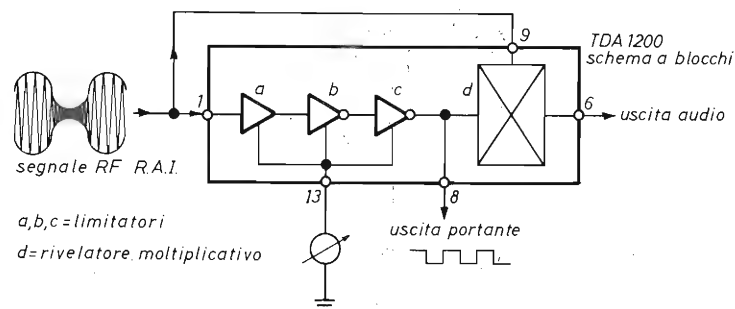 TDA 1200
schema a blocchi
9
a
b
c
d
1
6
uscita audio
segnale RF R.A.I.
13
8
a,b,c = limitatori
uscita portante
d = rivelatore moltiplicativo